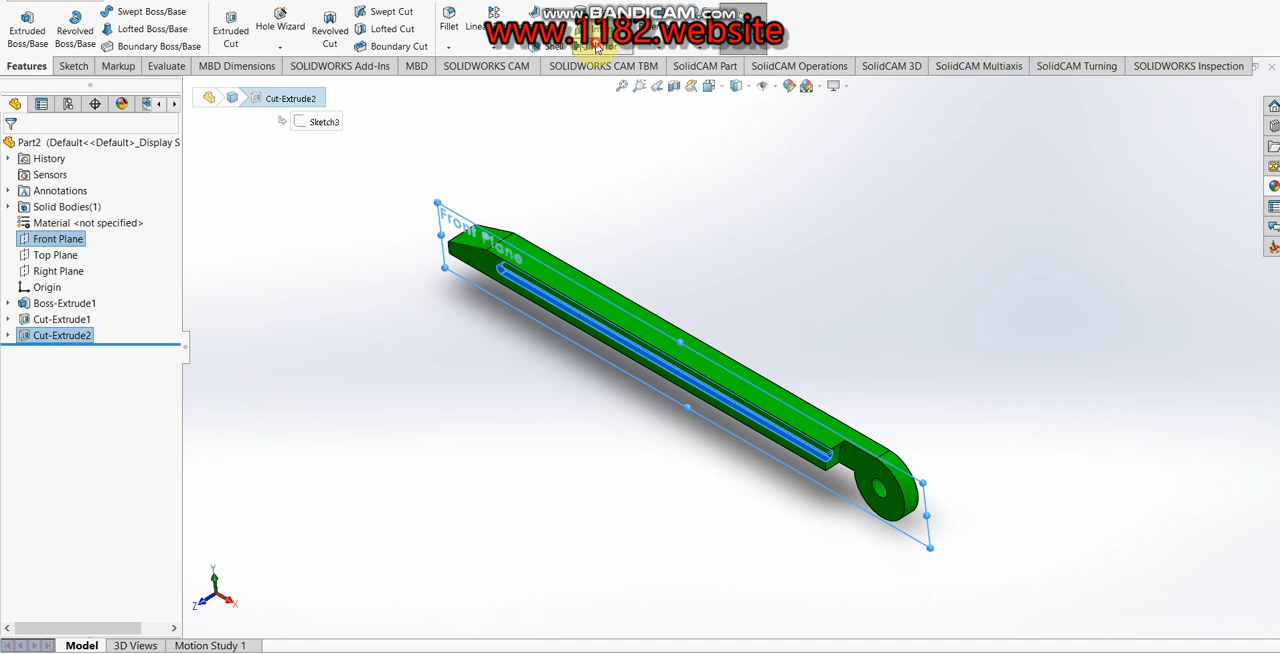 www.BANDICAM.com
www.1182.website
Extruded Boss/Base
Revolved Boss/Base
Swept Boss/Base
Lofted Boss/Base
Boundary Boss/Base
Extruded Cut
Hole Wizard
Revolved Cut
Swept Cut
Lofted Cut
Boundary Cut
Fillet
Shell
Features
Sketch
Markup
Evaluate
MBD Dimensions
SOLIDWORKS Add-Ins
MBD
SOLIDWORKS CAM
SOLIDWORKS CAM TBM
SolidCAM Part
SolidCAM Operations
SolidCAM 3D
SolidCAM Multiaxis
SolidCAM Turning
SOLIDWORKS Inspection
Cut-Extrude2
Sketch3
Part2 (Default<<Default>_Display S
History
Sensors
Annotations
Solid Bodies(1)
Material <not specified>
Front Plane
Top Plane
Right Plane
Origin
Boss-Extrude1
Cut-Extrude1
Cut-Extrude2
Front Plane
Y
Z
X
Model
3D Views
Motion Study 1